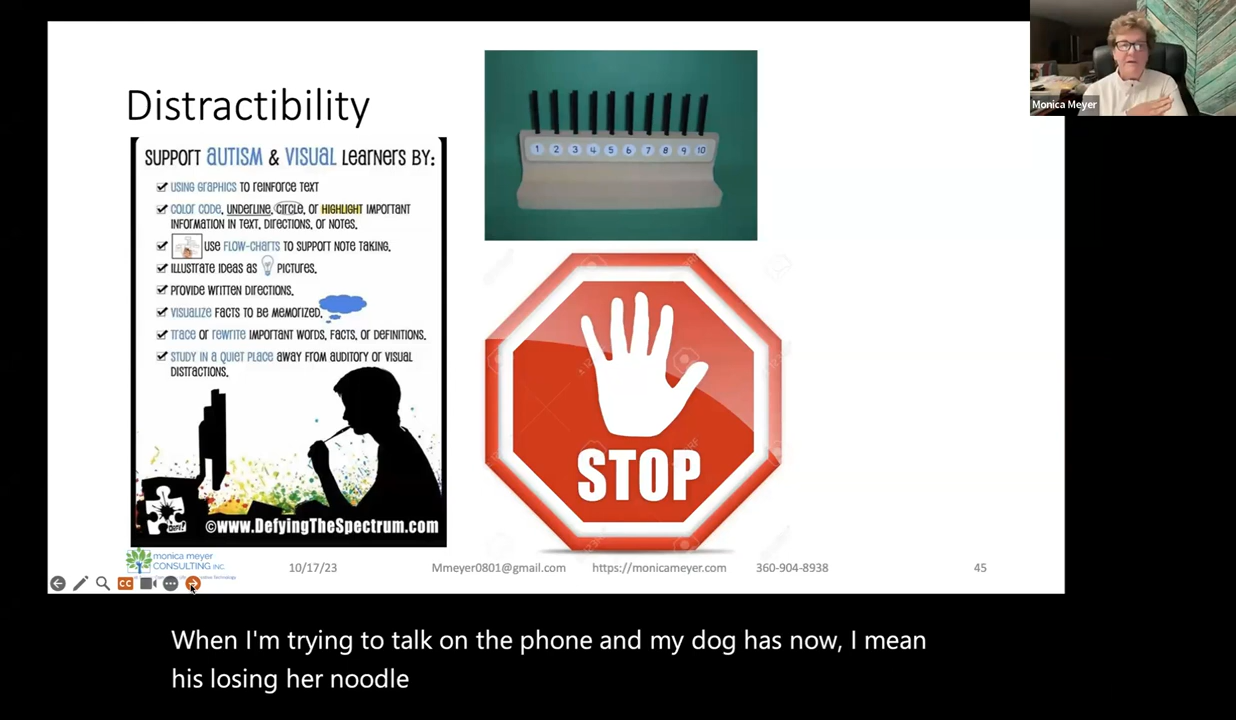 Distractibility
SUPPORT AUTISM & VISUAL LEARNERS BY:
USING GRAPHICS TO REINFORCE TEXT
COLOR CODE, UNDERLINE, CIRCLE, OR HIGHLIGHT IMPORTANT
INFORMATION IN TEXT, DIRECTIONS, OR NOTES.
USE FLOW-CHARTS TO SUPPORT NOTE TAKING.
ILLUSTRATE IDEAS AS PICTURES.
PROVIDE WRITTEN DIRECTIONS.
VISUALIZE FACTS TO BE MEMORIZED.
TRACE OR REWRITE IMPORTANT WORDS, FACTS, OR DEFINITIONS.
STUDY IN A QUIET PLACE AWAY FROM AUDITORY OR VISUAL
DISTRACTIONS.
©www.DefyingTheSpectrum.com
1 2 3 4 5 6 7 8 9 10
STOP
Monica Meyer
monica meyer
CONSULTING INC.
10/17/23 Mmeyer0801@gmail.com https://monicameyer.com 360-904-8938 45
CC
When I'm trying to talk on the phone and my dog has now, I mean
his losing her noodle